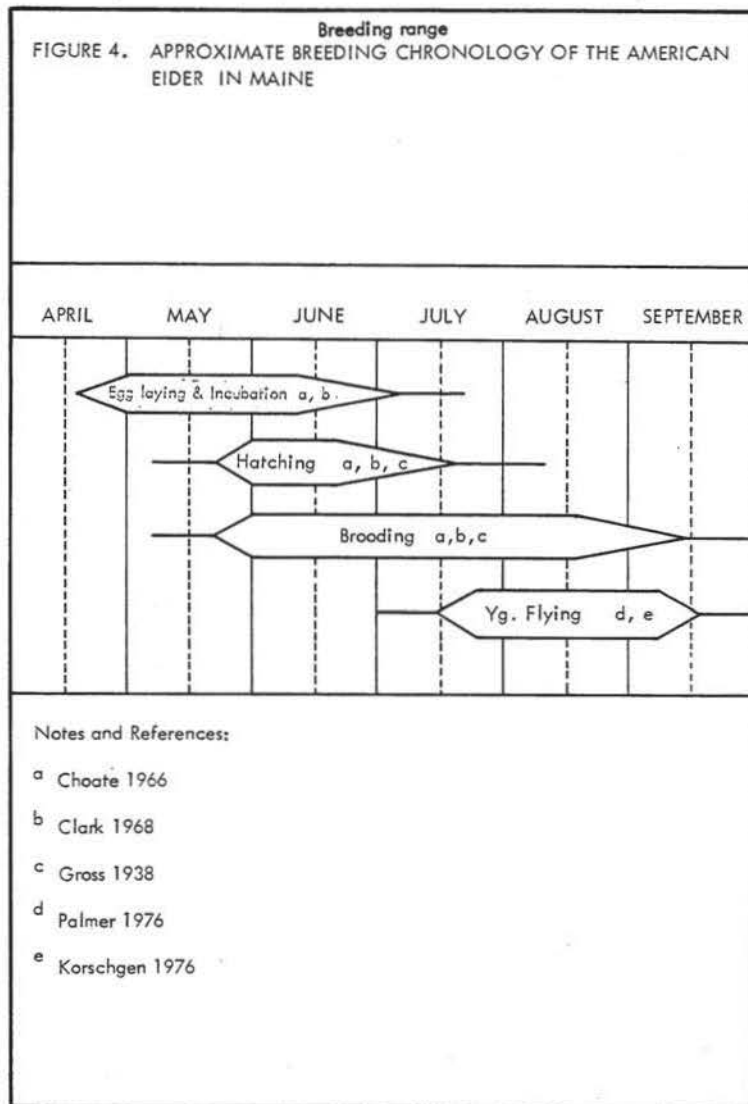 Breeding range
FIGURE 4. APPROXIMATE BREEDING CHRONOLOGY OF THE AMERICAN
EIDER IN MAINE
APRIL MAY JUNE JULY AUGUST SEPTEMBER
Egg laying & Incubation a, b.
Hatching a, b, c
Brooding a,b,c
Yg. Flying d, e
Notes and References:
a Choate 1966
b Clark 1968
c Gross 1938
d Palmer 1976
e Korschgen 1976